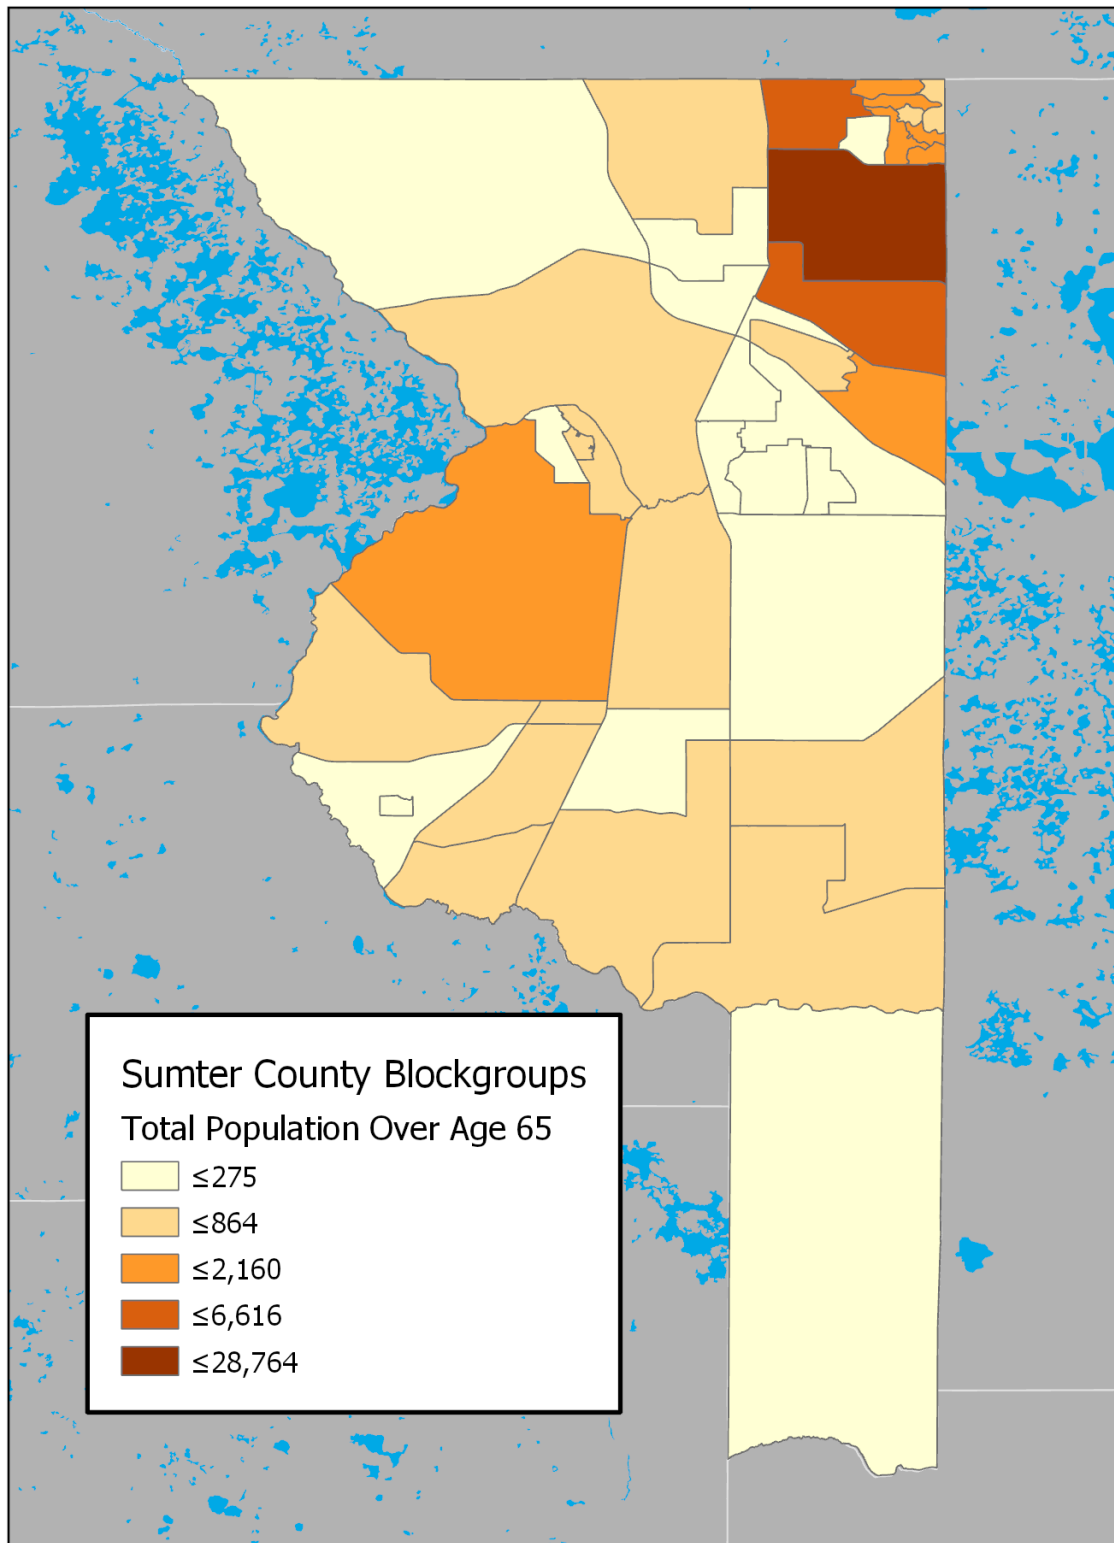 Sumter County Blockgroups
Total Population Over Age 65
≤275
≤864
≤2,160
≤6,616
≤28,764